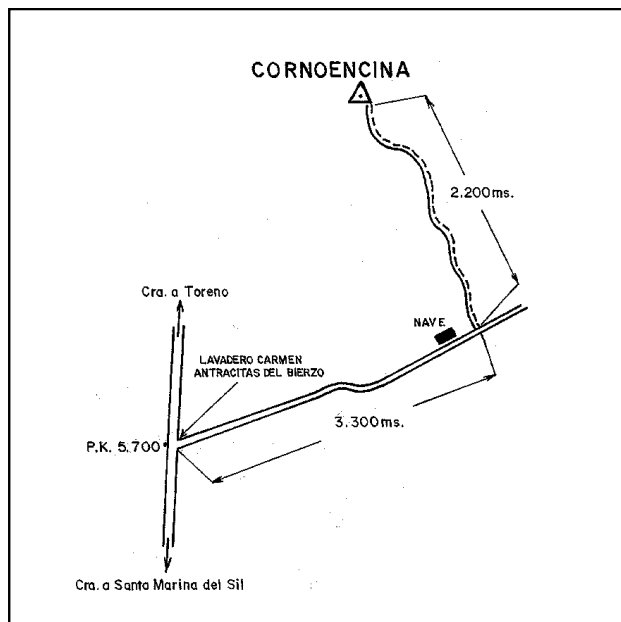 CORNOENCINA
2.200ms.
Cra. a Toreno
NAVE
LAVADERO CARMEN
ANTRACITAS DEL BIERZO
3.300ms.
P.K. 5.700
Cra. a Santa Marina del Sil